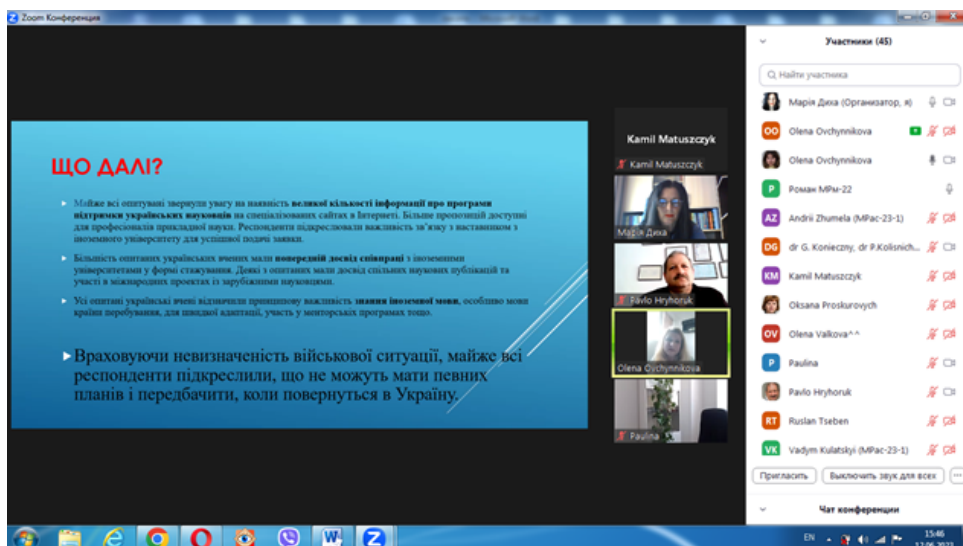 Zoom Конференция
ЩО ДАЛІ?
Майже всі опитувані звернули увагу на наявність великої кількості інформації про програми
підтримки українських науковців на спеціалізованих сайтах в Інтернеті. Більше пропозицій доступні
для професіоналів прикладної науки. Респонденти підкреслювали важливість зв'язку з наставником з
іноземного університету для успішної подачі заявки.
Більшість опитаних українських вчених мали попередній досвід співпраці з іноземними
університетами у формі стажування. Деякі з опитаних мали досвід спільних наукових публікацій та
участі в міжнародних проектах із зарубіжними науковцями.
Усі опитані українські вчені відзначили принципову важливість знання іноземної мови, особливо мови
країни перебування, для швидкої адаптації, участь у менторських програмах тощо.
Враховуючи невизначеність військової ситуації, майже всі
респонденти підкреслили, що не можуть мати певних
планів і передбачити, коли повернуться в Україну.
Kamil Matuszczyk
Kamil Matuszczyk
Марія Диха
Pavlo Hryhoruk
Olena Ovchynnikova
Paulina
Участники (45)
Найти участника
Марія Диха (Организатор, я)
OO Olena Ovchynnikova
Olena Ovchynnikova
P Роман МРм-22
AZ Andrii Zhumela (МРас-23-1)
DG dr G. Konieczny, dr P.Kolisnich...
KM Kamil Matuszczyk
Oksana Proskurovych
OV Olena Valkova^^
P Paulina
Pavlo Hryhoruk
RT Ruslan Tseben
VK Vadym Kulatskyi (МРас-23-1)
Пригласить Выключить звук для всех ...
Чат конференции
EN 15:46